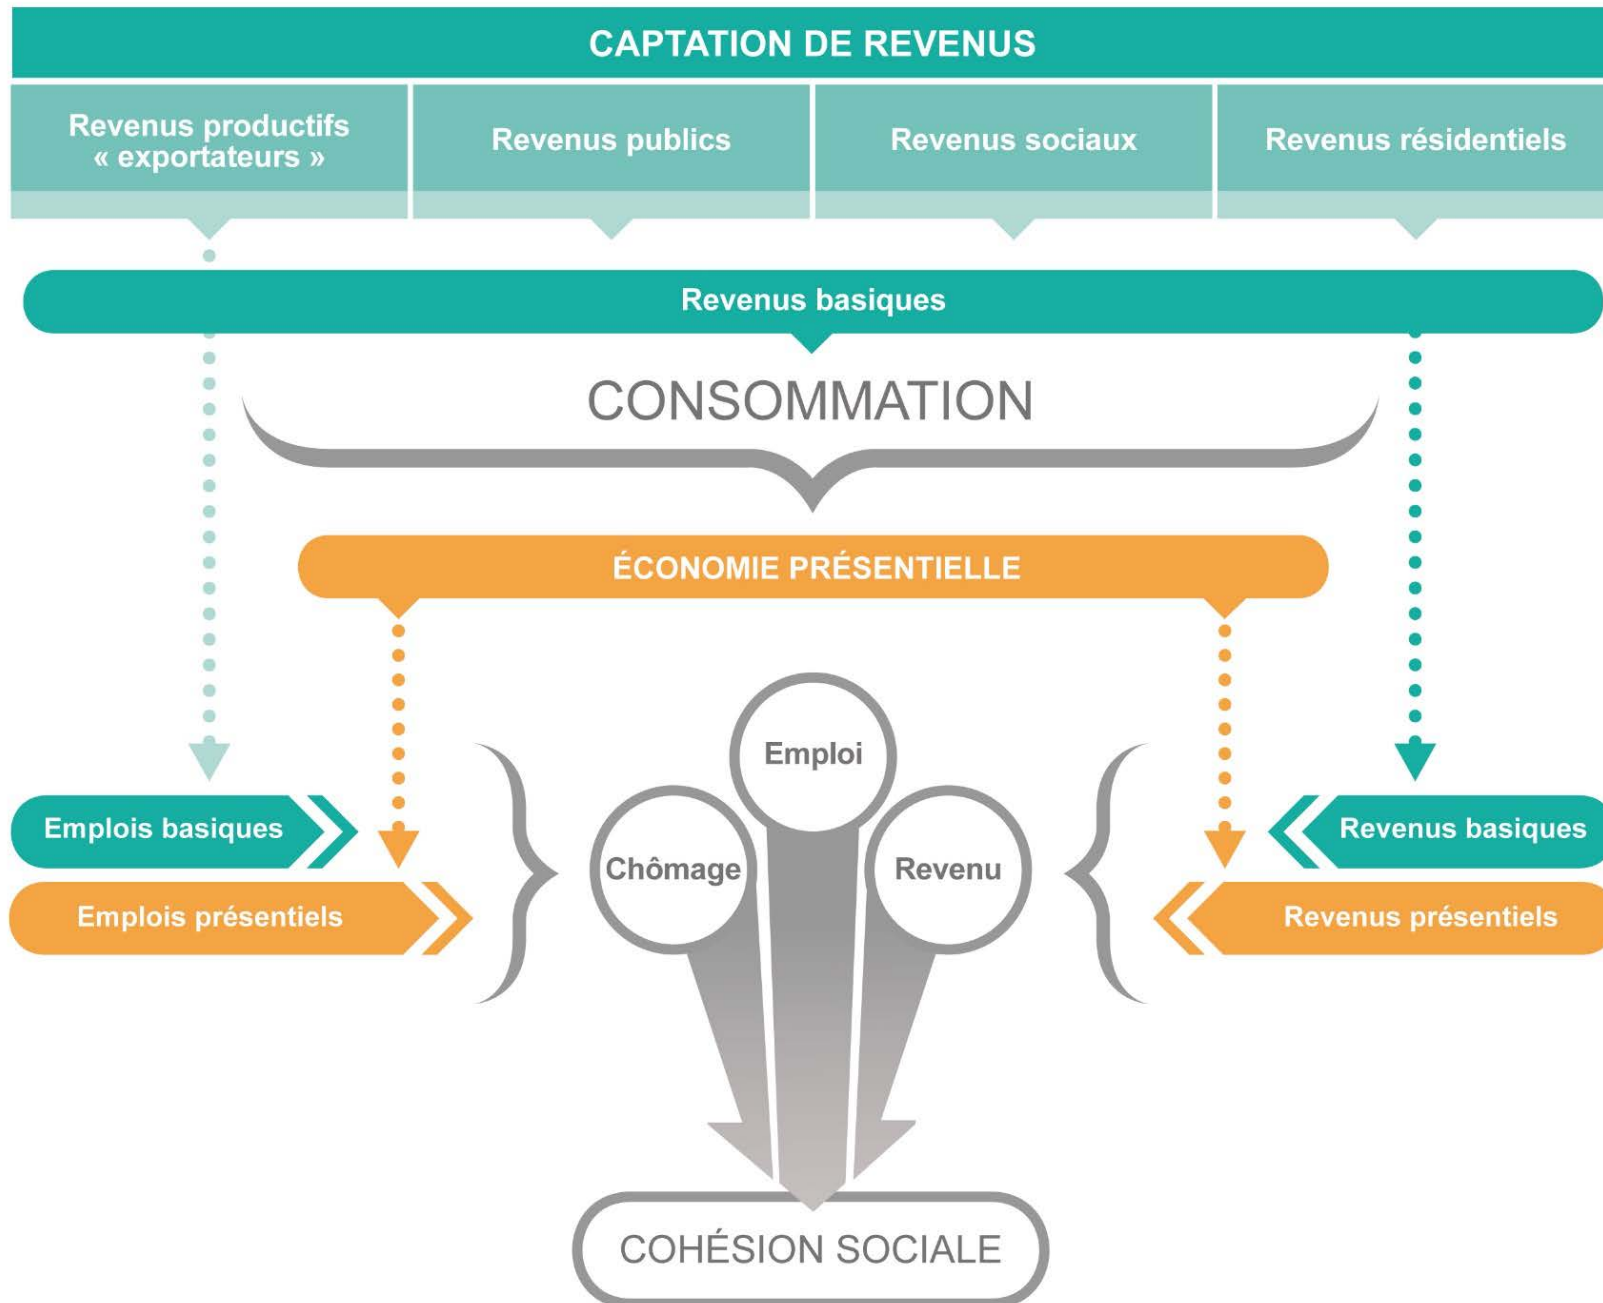 CAPTATION DE REVENUS
Revenus productifs
« exportateurs »
Revenus publics
Revenus sociaux
Revenus résidentiels
Revenus basiques
CONSOMMATION
ÉCONOMIE PRÉSENTIELLE
Emploi
Chômage
Revenu
Emplois basiques
Revenus basiques
Emplois présentiels
Revenus présentiels
COHÉSION SOCIALE